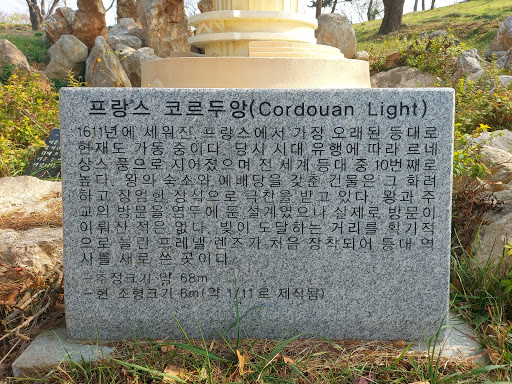 프랑스 코르두앙(Cordouan Light)
1611년에 세워진 프랑스에서 가장 오래된 등대로
현재도 가동 중이다. 당시 시대 유행에 따라 르네
상스풍으로 지어졌으며 전 세계 등대 중 10번째로
높다. 왕의 숙소와 예배당을 갖춘 건물은 그 화려
하고 장엄한 장식으로 극찬을 받고 있다. 왕과 주
교의 방문을 염두에 둔 설계였으나 실제로 방문이
이뤄진 적은 없다. 빛이 도달하는 거리를 획기적
으로 늘린 프레넬 렌즈가 처음 장착되어 등대 역
사를 새로 쓴 곳이다.
-추정크기 약 68m
-현 조형크기 6m(약 1/11로 제작됨)